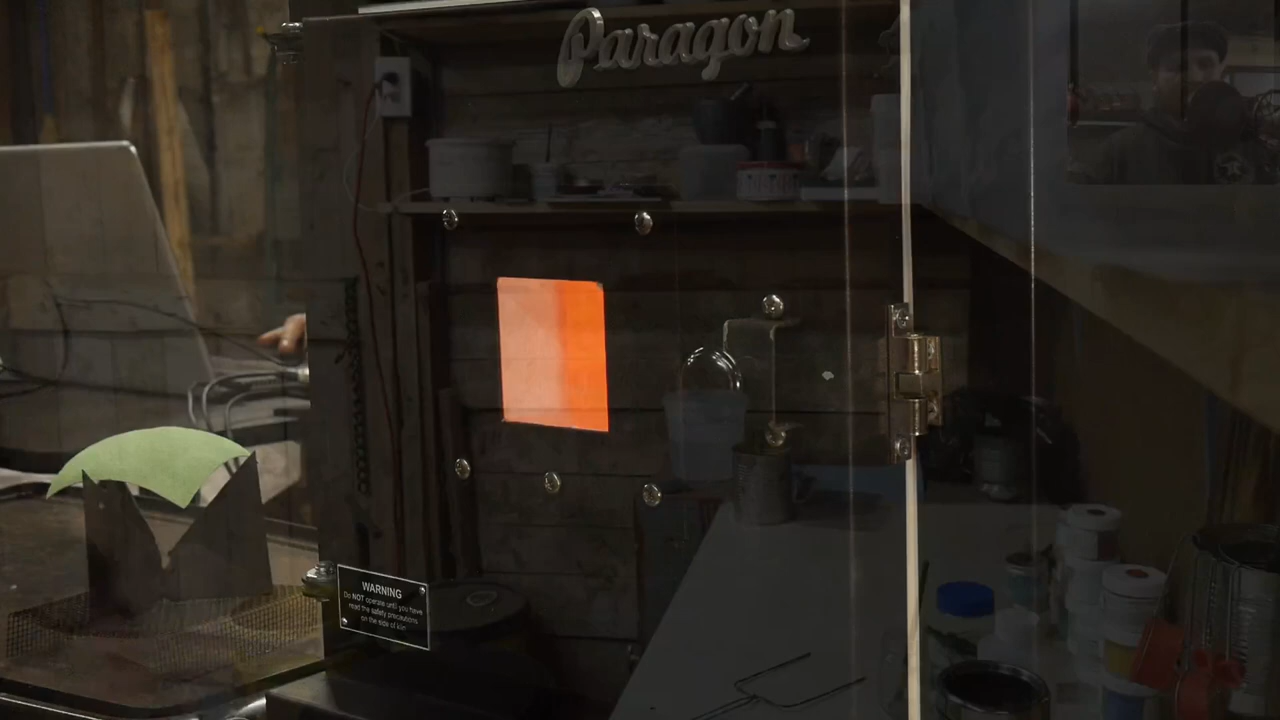 Paragon
WARNING
Do NOT operate until you have
read the safety precautions
on the side of kiln